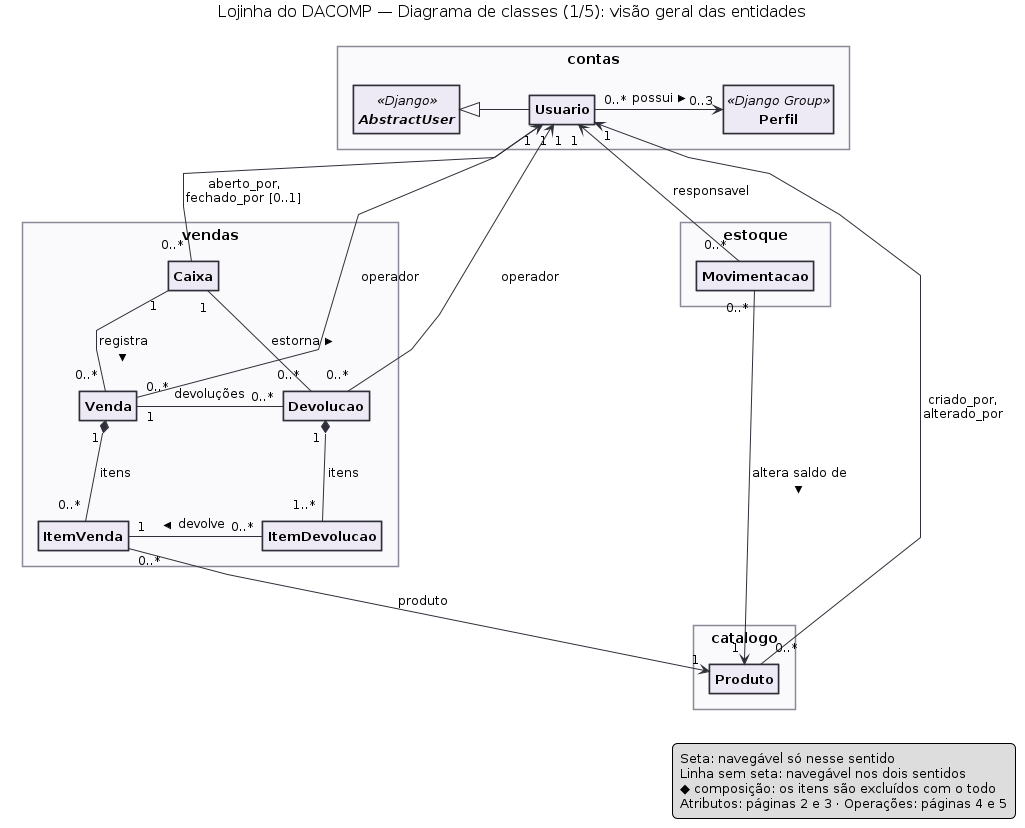 Lojinha do DACOMP — Diagrama de classes (1/5): visão geral das entidades
contas
«Django»
AbstractUser
Usuario
0..* possui ► 0..3
«Django Group»
Perfil
1 1 1 1 1
aberto_por,
fechado_por [0..1]
responsavel
vendas
0..*
Caixa
operador
operador
estoque
0..*
Movimentacao
0..*
1
1
registra
▼
estorna ►
0..*
0..*
0..*
0..*
devoluções
0..*
Venda
1
Devolucao
criado_por,
alterado_por
1
1
itens
itens
altera saldo de
▼
0..*
1..*
ItemVenda
1
◄ devolve
0..*
ItemDevolucao
0..*
produto
catalogo
1
0..*
1
Produto
Seta: navegável só nesse sentido
Linha sem seta: navegável nos dois sentidos
◆ composição: os itens são excluídos com o todo
Atributos: páginas 2 e 3 · Operações: páginas 4 e 5